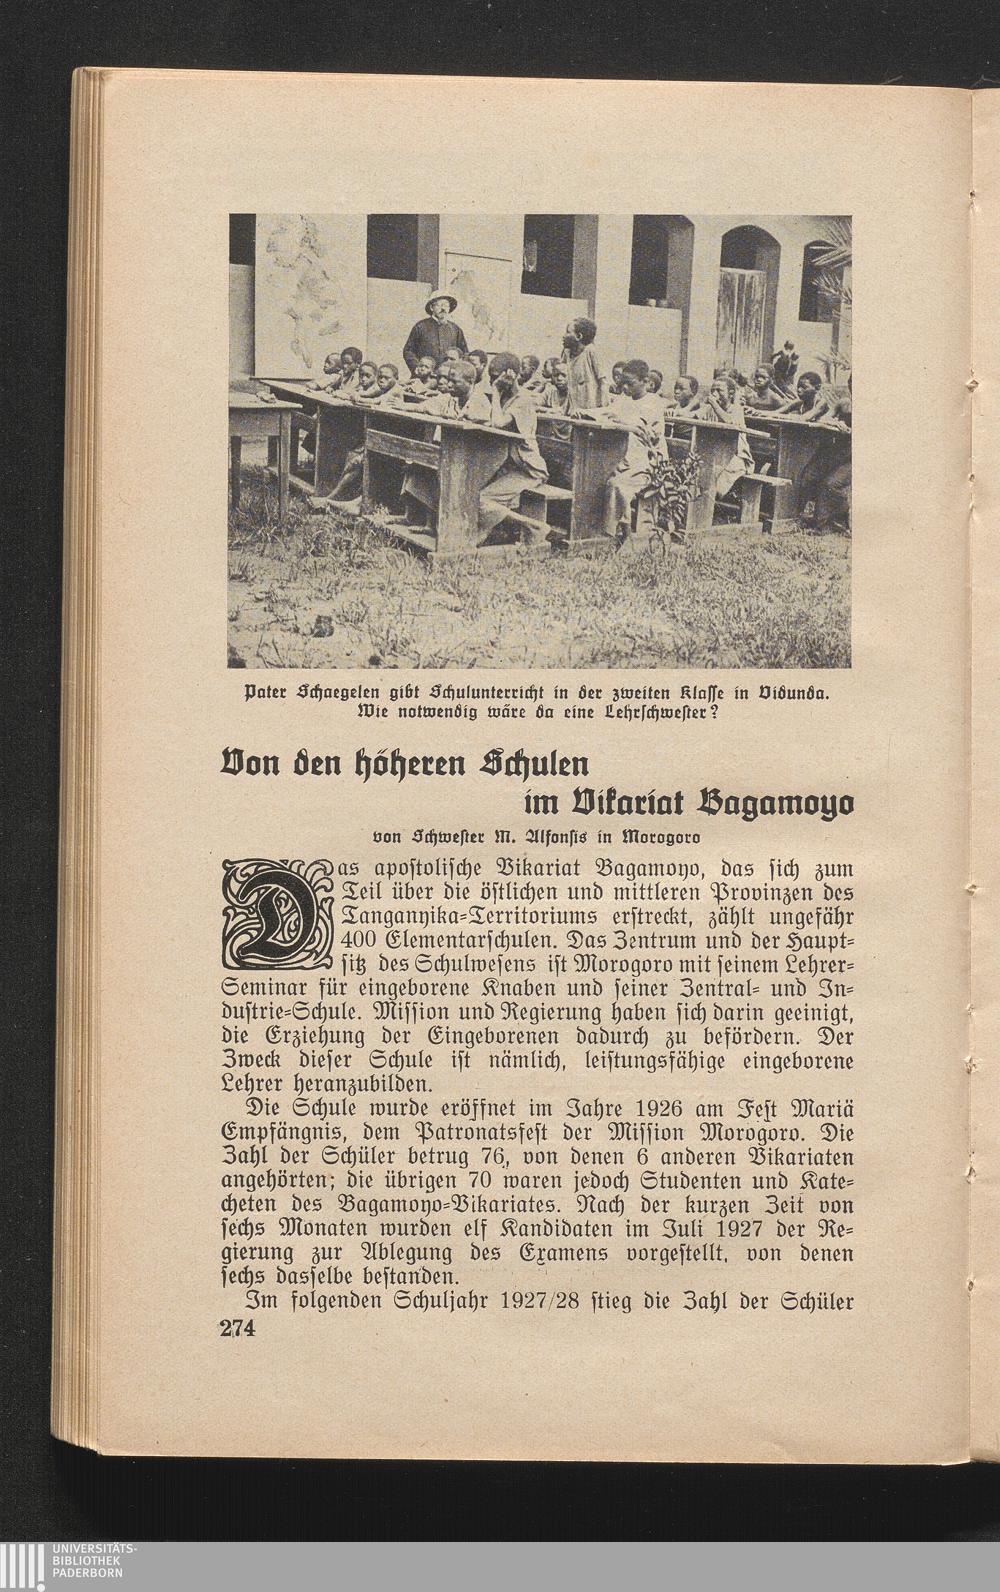 Pater Schaegelen gibt Schulunterricht in der zweiten Klasse in Vidunda.
Wie notwendig wäre da eine Lehrschwester?
Von den höheren Schulen
im Vikariat Bagamoyo
von Schwester M. Alfonsis in Morogoro
Das apostolische Vikariat Bagamoyo, das sich zum
Teil über die östlichen und mittleren Provinzen des
Tanganyika-Territoriums erstreckt, zählt ungefähr
400 Elementarschulen. Das Zentrum und der Haupt-
sitz des Schulwesens ist Morogoro mit seinem Lehrer-
Seminar für eingeborene Knaben und seiner Zentral- und In-
dustrie-Schule. Mission und Regierung haben sich darin geeinigt,
die Erziehung der Eingeborenen dadurch zu befördern. Der
Zweck dieser Schule ist nämlich, leistungsfähige eingeborene
Lehrer heranzubilden.
Die Schule wurde eröffnet im Jahre 1926 am Fest Mariä
Empfängnis, dem Patronatsfest der Mission Morogoro. Die
Zahl der Schüler betrug 76, von denen 6 anderen Vikariaten
angehörten; die übrigen 70 waren jedoch Studenten und Kate-
cheten des Bagamoyo-Vikariates. Nach der kurzen Zeit von
sechs Monaten wurden elf Kandidaten im Juli 1927 der Re-
gierung zur Ablegung des Examens vorgestellt, von denen
sechs dasselbe bestanden.
Im folgenden Schuljahr 1927/28 stieg die Zahl der Schüler
274
UNIVERSITÄTS-
BIBLIOTHEK
PADERBORN